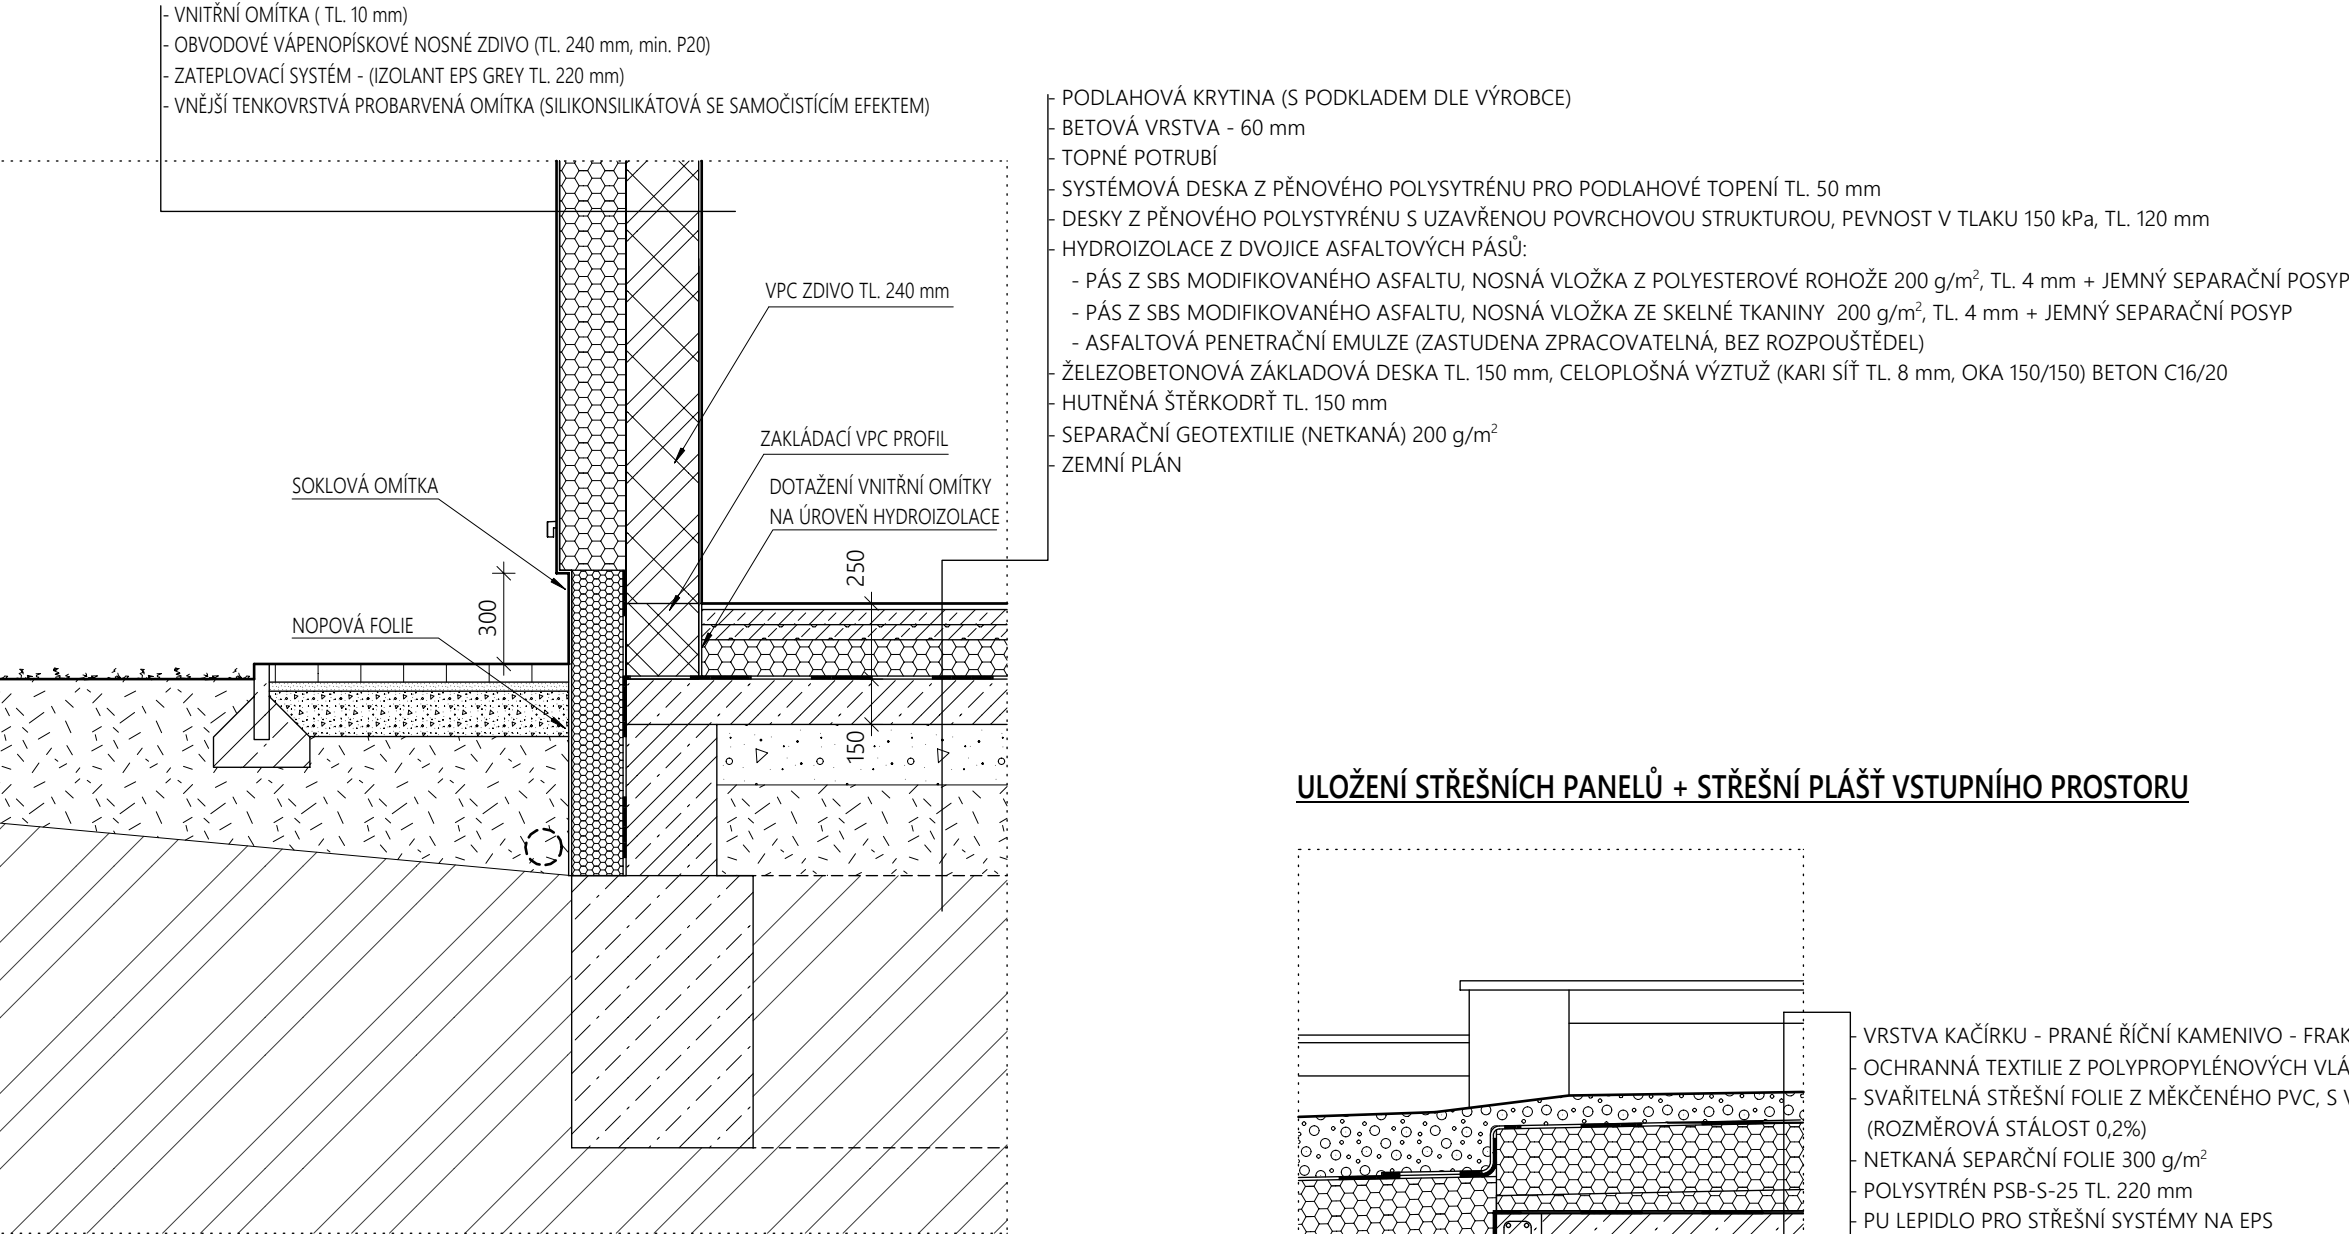 - VNITŘNÍ OMÍTKA ( TL. 10 mm)
- OBVODOVÉ VÁPENOPÍSKOVÉ NOSNÉ ZDIVO (TL. 240 mm, min. P20)
- ZATEPLOVACÍ SYSTÉM - (IZOLANT EPS GREY TL. 220 mm)
- VNĚJŠÍ TENKOVRSTVÁ PROBARVENÁ OMÍTKA (SILIKONSILIKÁTOVÁ SE SAMOČISTÍCÍM EFEKTEM)
- PODLAHOVÁ KRYTINA (S PODKLADEM DLE VÝROBCE)
- BETOVÁ VRSTVA - 60 mm
- TOPNÉ POTRUBÍ
- SYSTÉMOVÁ DESKA Z PĚNOVÉHO POLYSYTRÉNU PRO PODLAHOVÉ TOPENÍ TL. 50 mm
- DESKY Z PĚNOVÉHO POLYSTYRÉNU S UZAVŘENOU POVRCHOVOU STRUKTUROU, PEVNOST V TLAKU 150 kPa, TL. 120 mm
- HYDROIZOLACE Z DVOJICE ASFALTOVÝCH PÁSŮ:
- PÁS Z SBS MODIFIKOVANÉHO ASFALTU, NOSNÁ VLOŽKA Z POLYESTEROVÉ ROHOŽE 200 g/m², TL. 4 mm + JEMNÝ SEPARAČNÍ POSYP
- PÁS Z SBS MODIFIKOVANÉHO ASFALTU, NOSNÁ VLOŽKA ZE SKELNÉ TKANINY 200 g/m², TL. 4 mm + JEMNÝ SEPARAČNÍ POSYP
- ASFALTOVÁ PENETRAČNÍ EMULZE (ZASTUDENA ZPRACOVATELNÁ, BEZ ROZPOUŠTĚDEL)
- ŽELEZOBETONOVÁ ZÁKLADOVÁ DESKA TL. 150 mm, CELOPLOŠNÁ VÝZTUŽ (KARI SÍŤ TL. 8 mm, OKA 150/150) BETON C16/20
- HUTNĚNÁ ŠTĚRKODRŤ TL. 150 mm
- SEPARAČNÍ GEOTEXTILIE (NETKANÁ) 200 g/m²
- ZEMNÍ PLÁN
VPC ZDIVO TL. 240 mm
ZAKLÁDACÍ VPC PROFIL
DOTAŽENÍ VNITŘNÍ OMÍTKY
NA ÚROVEŇ HYDROIZOLACE
SOKLOVÁ OMÍTKA
NOPOVÁ FOLIE
300
250
150
ULOŽENÍ STŘEŠNÍCH PANELŮ + STŘEŠNÍ PLÁŠŤ VSTUPNÍHO PROSTORU
- VRSTVA KAČÍRKU - PRANÉ ŘÍČNÍ KAMENIVO - FRAK
- OCHRANNÁ TEXTILIE Z POLYPROPYLÉNOVÝCH VLÁ
- SVAŘITELNÁ STŘEŠNÍ FOLIE Z MĚKČENÉHO PVC, S V
(ROZMĚROVÁ STÁLOST 0,2%)
- NETKANÁ SEPARČNÍ FOLIE 300 g/m²
- POLYSYTRÉN PSB-S-25 TL. 220 mm
- PU LEPIDLO PRO STŘEŠNÍ SYSTÉMY NA EPS